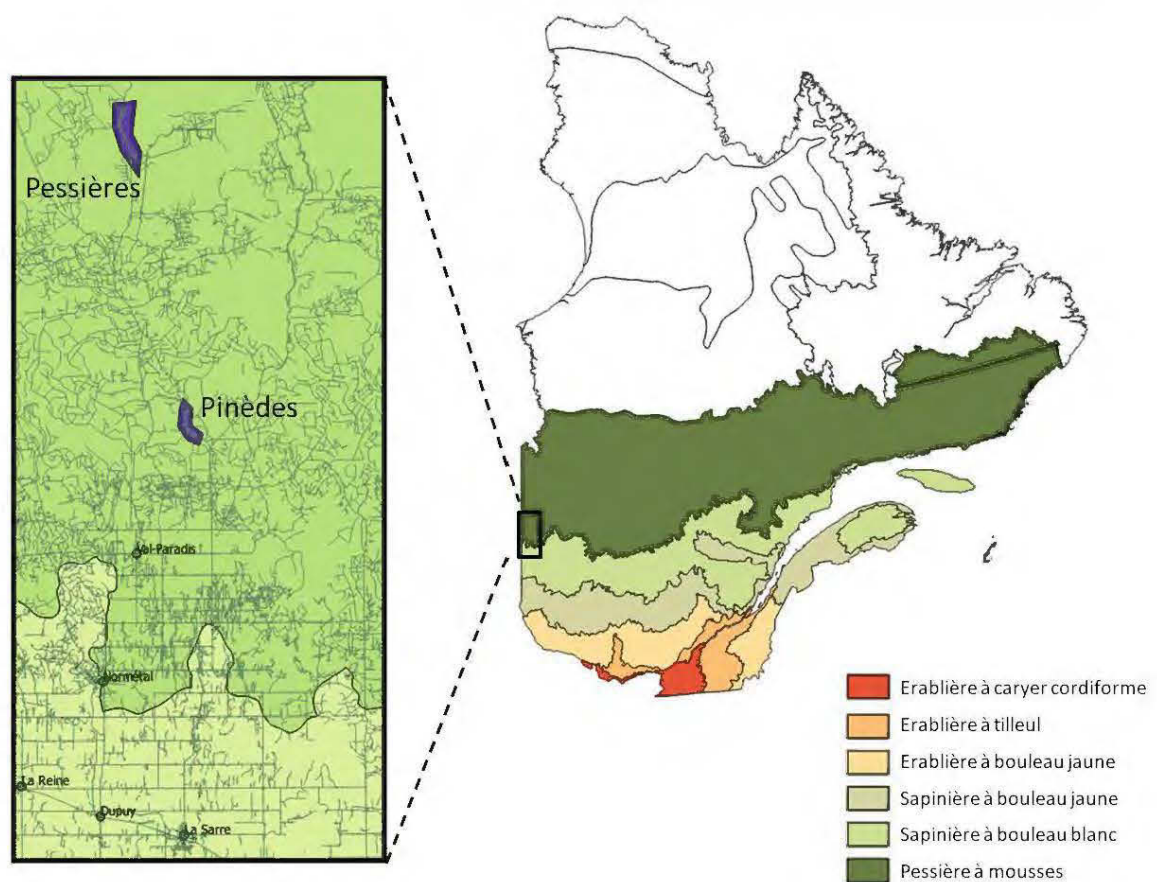 Pessières
Pinèdes
Val-Paradis
Normétal
La Reine
Dupuy
La Sarre
Erablière à caryer cordiforme
Erablière à tilleul
Erablière à bouleau jaune
Sapinière à bouleau jaune
Sapinière à bouleau blanc
Pessière à mousses